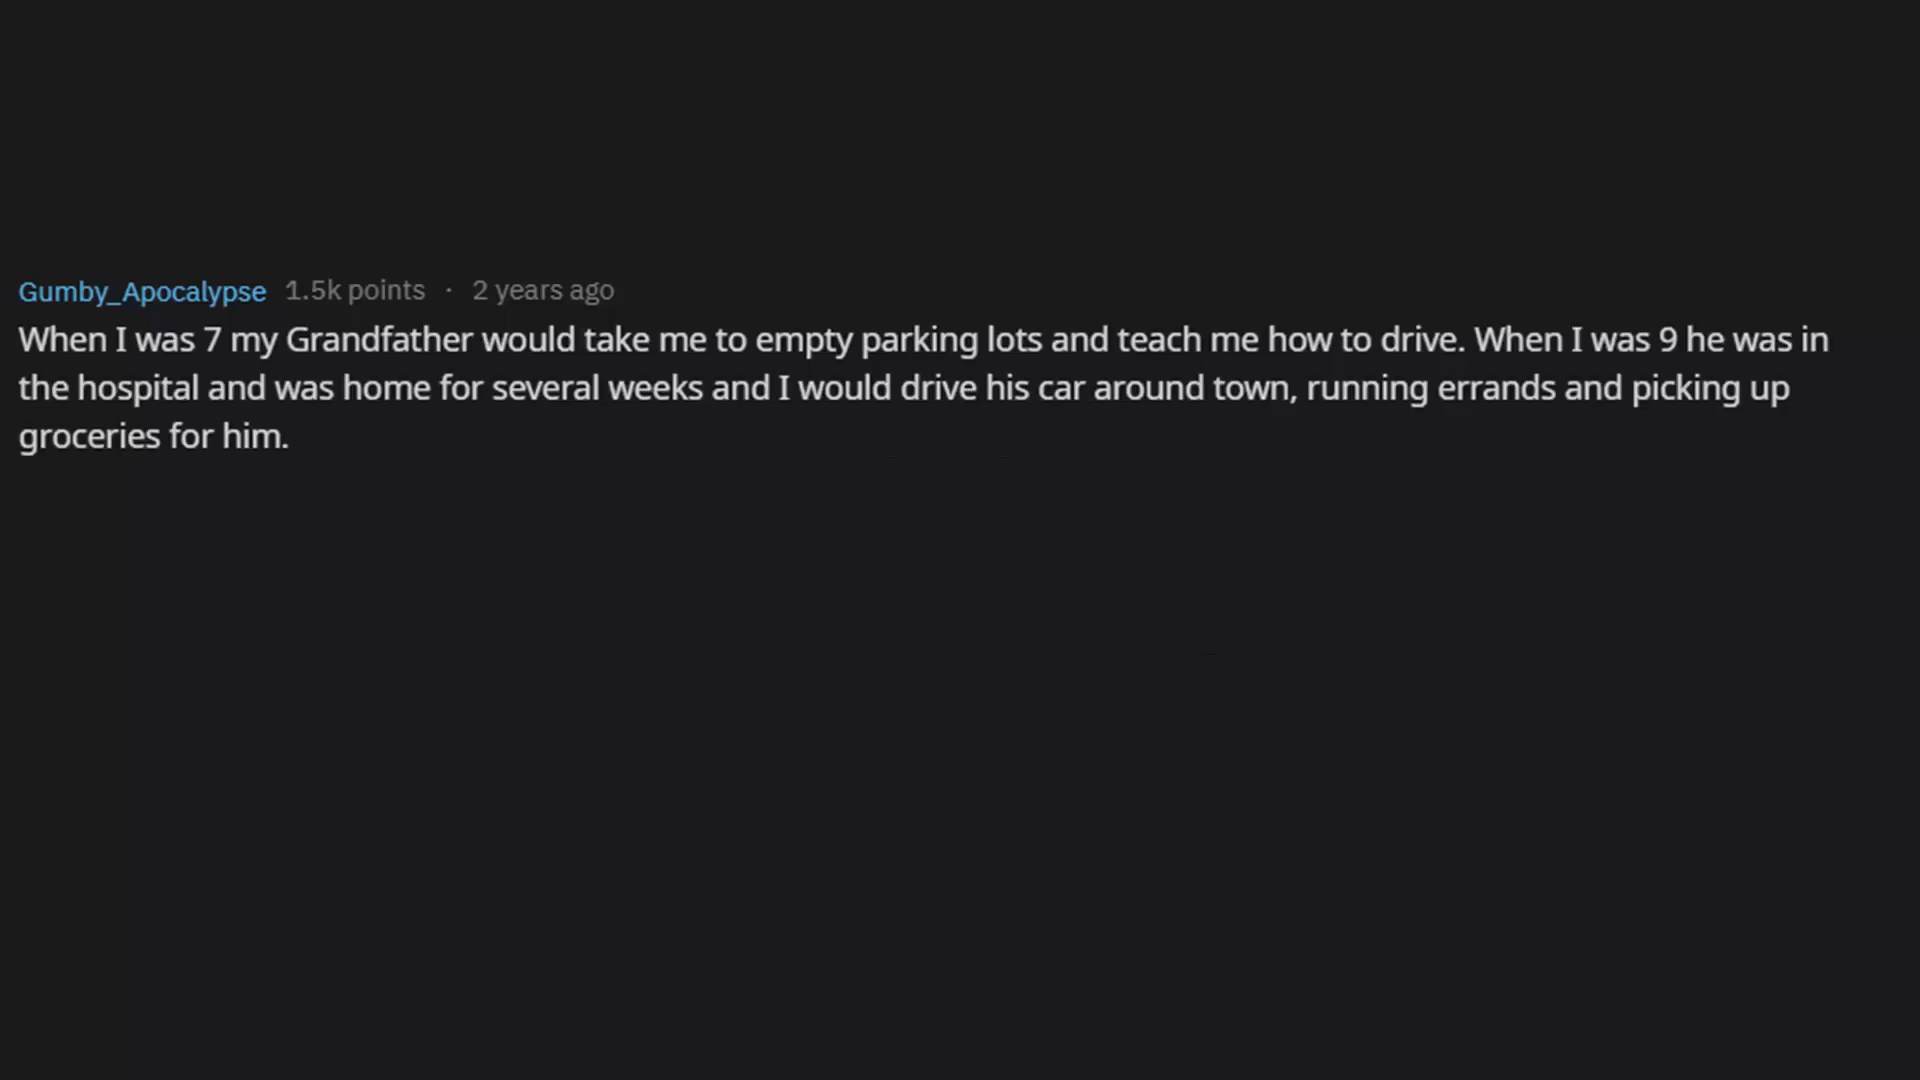 Gumby_Apocalypse 1.5k points · 2 years ago
When I was 7 my Grandfather would take me to empty parking lots and teach me how to drive. When I was 9 he was in
the hospital and was home for several weeks and I would drive his car around town, running errands and picking up
groceries for him.